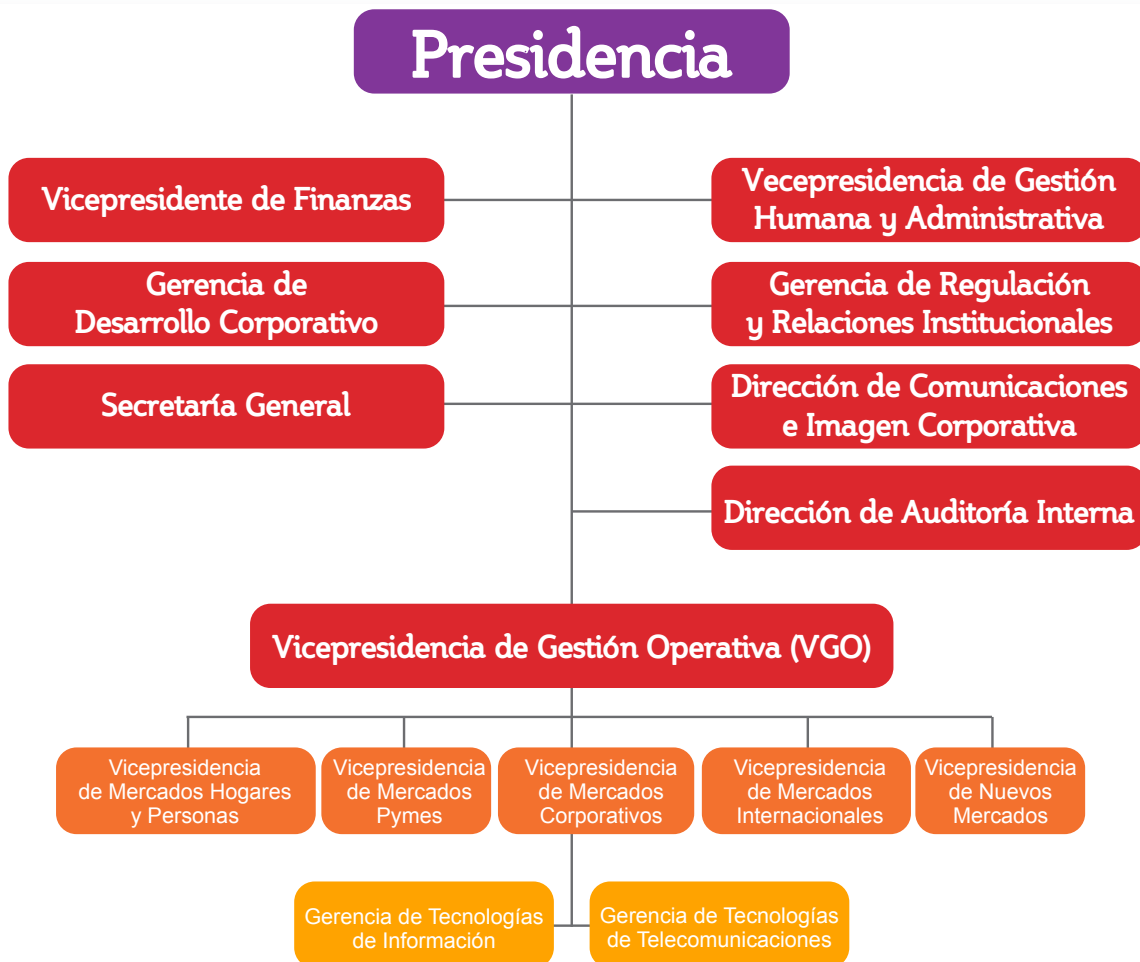 Presidencia
Vicepresidente de Finanzas
Vecepresidencia de Gestión
Humana y Administrativa
Gerencia de
Desarrollo Corporativo
Gerencia de Regulación
y Relaciones Institucionales
Secretaría General
Dirección de Comunicaciones
e Imagen Corporativa
Dirección de Auditoría Interna
Vicepresidencia de Gestión Operativa (VGO)
Vicepresidencia
de Mercados Hogares
y Personas
Vicepresidencia
de Mercados
Pymes
Vicepresidencia
de Mercados
Corporativos
Vicepresidencia
de Mercados
Internacionales
Vicepresidencia
de Nuevos
Mercados
Gerencia de Tecnologías
de Información
Gerencia de Tecnologías
de Telecomunicaciones